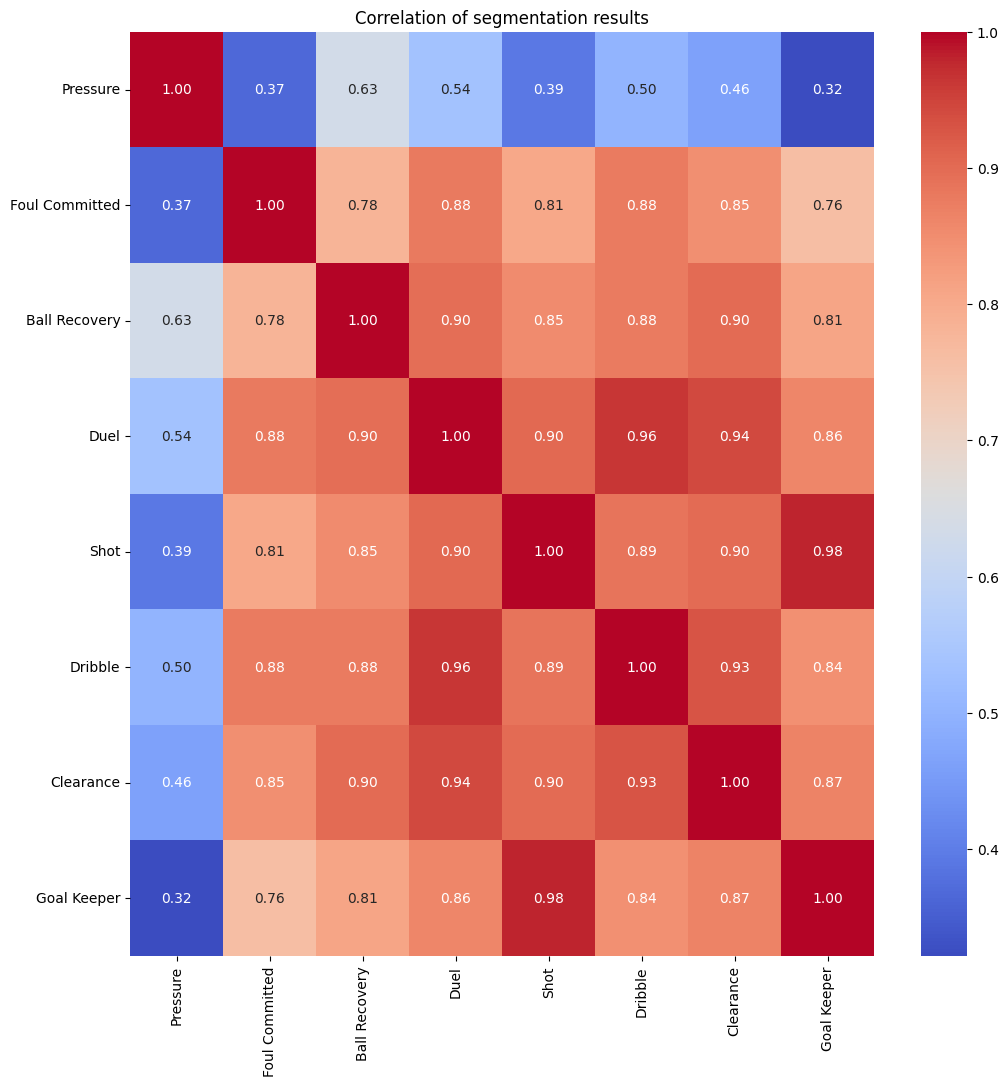 Correlation of segmentation results
Pressure 1.00 0.37 0.63 0.54 0.39 0.50 0.46 0.32
Foul Committed 0.37 1.00 0.78 0.88 0.81 0.88 0.85 0.76
Ball Recovery 0.63 0.78 1.00 0.90 0.85 0.88 0.90 0.81
Duel 0.54 0.88 0.90 1.00 0.90 0.96 0.94 0.86
Shot 0.39 0.81 0.85 0.90 1.00 0.89 0.90 0.98
Dribble 0.50 0.88 0.88 0.96 0.89 1.00 0.93 0.84
Clearance 0.46 0.85 0.90 0.94 0.90 0.93 1.00 0.87
Goal Keeper 0.32 0.76 0.81 0.86 0.98 0.84 0.87 1.00
Pressure
Foul Committed
Ball Recovery
Duel
Shot
Dribble
Clearance
Goal Keeper
1.0
0.9
0.8
0.7
0.6
0.5
0.4